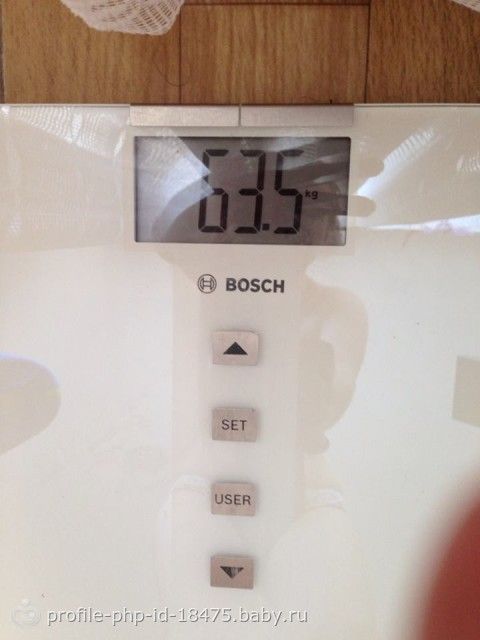 63.5 kg
BOSCH
SET
USER
profile-php-id-18475.baby.ru